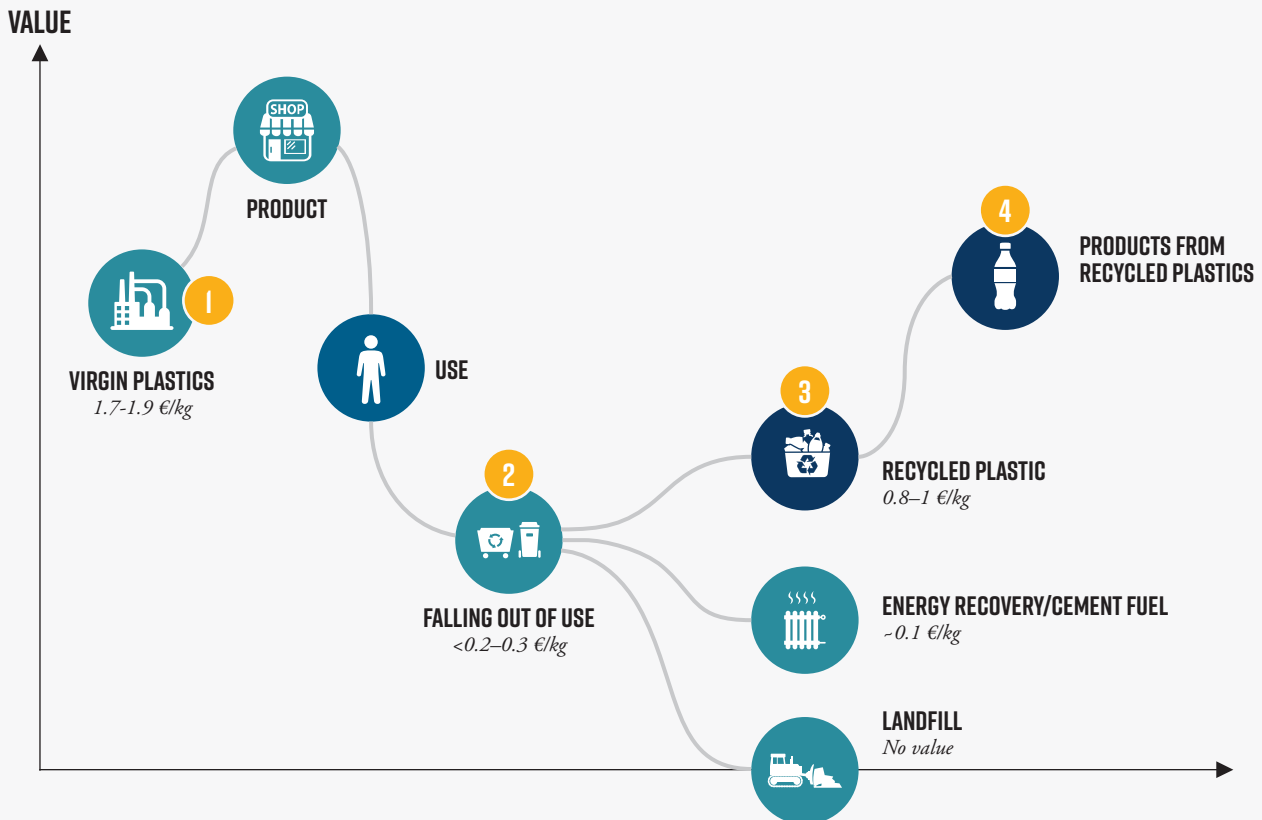 VALUE
SHOP
PRODUCT
1
VIRGIN PLASTICS
1.7-1.9 €/kg
USE
2
FALLING OUT OF USE
<0.2–0.3 €/kg
3
RECYCLED PLASTIC
0.8–1 €/kg
4
PRODUCTS FROM
RECYCLED PLASTICS
ENERGY RECOVERY/CEMENT FUEL
~0.1 €/kg
LANDFILL
No value